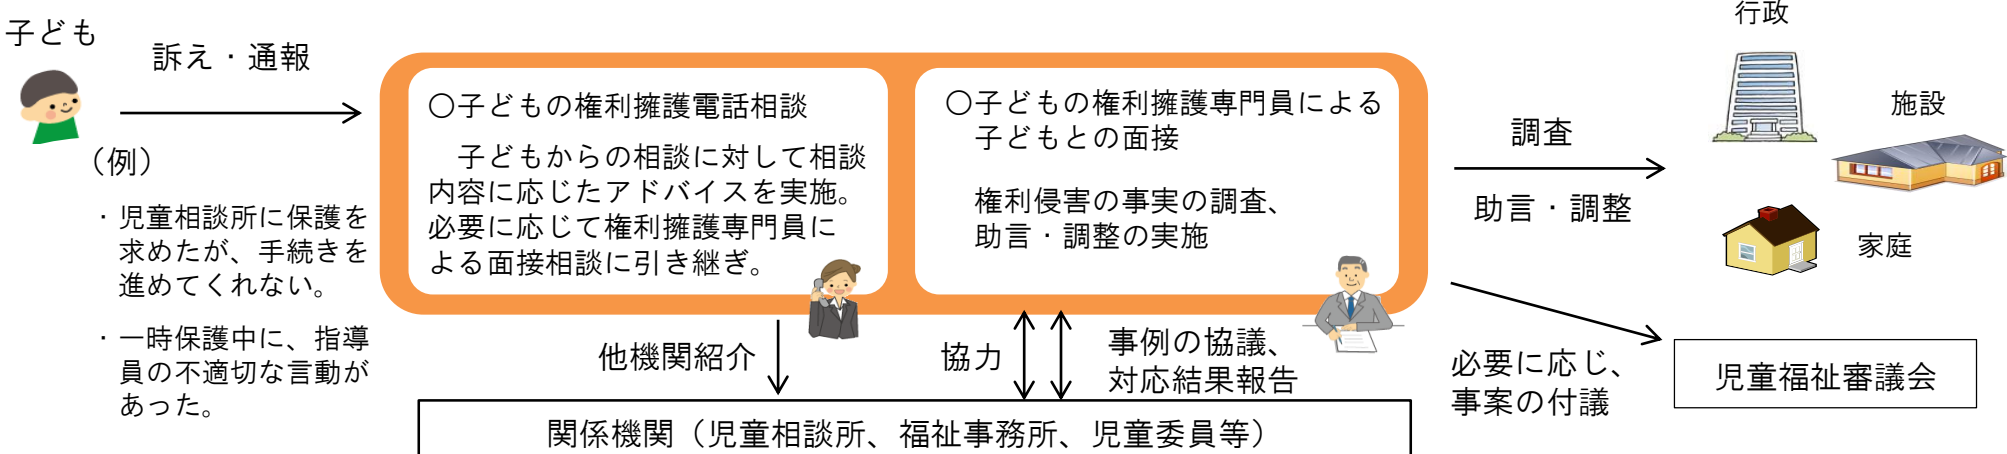 子ども
訴え・通報
（例）
・児童相談所に保護を
求めたが、手続きを
進めてくれない。
・一時保護中に、指導
員の不適切な言動が
あった。
〇子どもの権利擁護電話相談
子どもからの相談に対して相談
内容に応じたアドバイスを実施。
必要に応じて権利擁護専門員に
よる面接相談に引き継ぎ。
〇子どもの権利擁護専門員による
子どもとの面接
権利侵害の事実の調査、
助言・調整の実施
他機関紹介
協力
事例の協議、
対応結果報告
関係機関（児童相談所、福祉事務所、児童委員等）
調査
助言・調整
行政
施設
家庭
必要に応じ、
事案の付議
児童福祉審議会